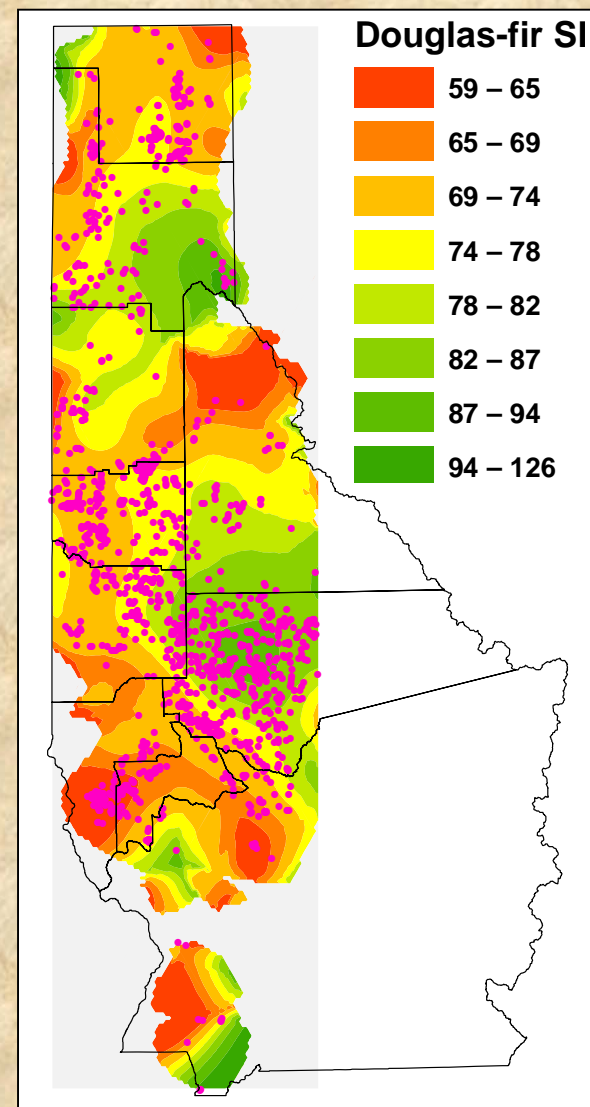 Douglas-fir SI
59 – 65
65 – 69
69 – 74
74 – 78
78 – 82
82 – 87
87 – 94
94 – 126